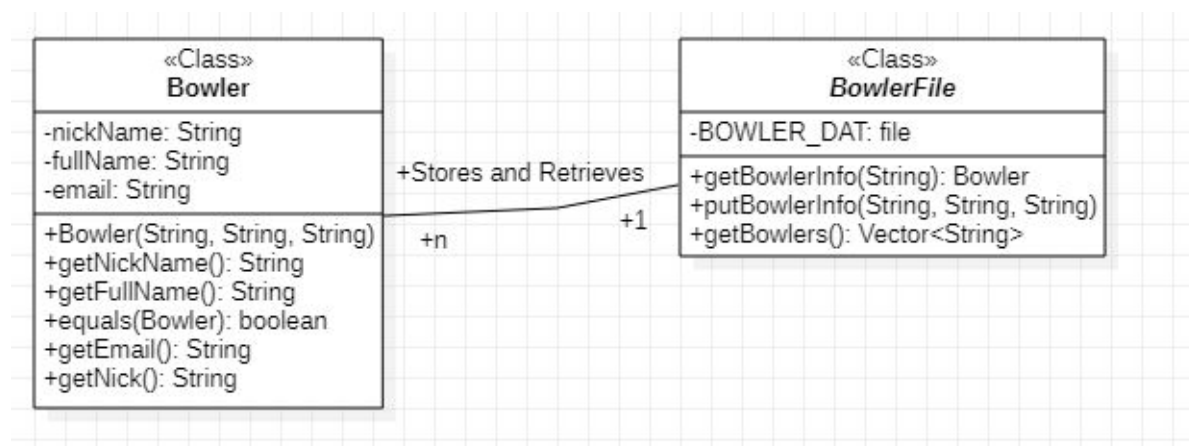 «Class»
Bowler
-nickName: String
-fullName: String
-email: String
+Bowler(String, String, String)
+getNickName(): String
+getFullName(): String
+equals(Bowler): boolean
+getEmail(): String
+getNick(): String
+Stores and Retrieves
+n
+1
«Class»
BowlerFile
-BOWLER_DAT: file
+getBowlerInfo(String): Bowler
+putBowlerInfo(String, String, String)
+getBowlers(): Vector<String>